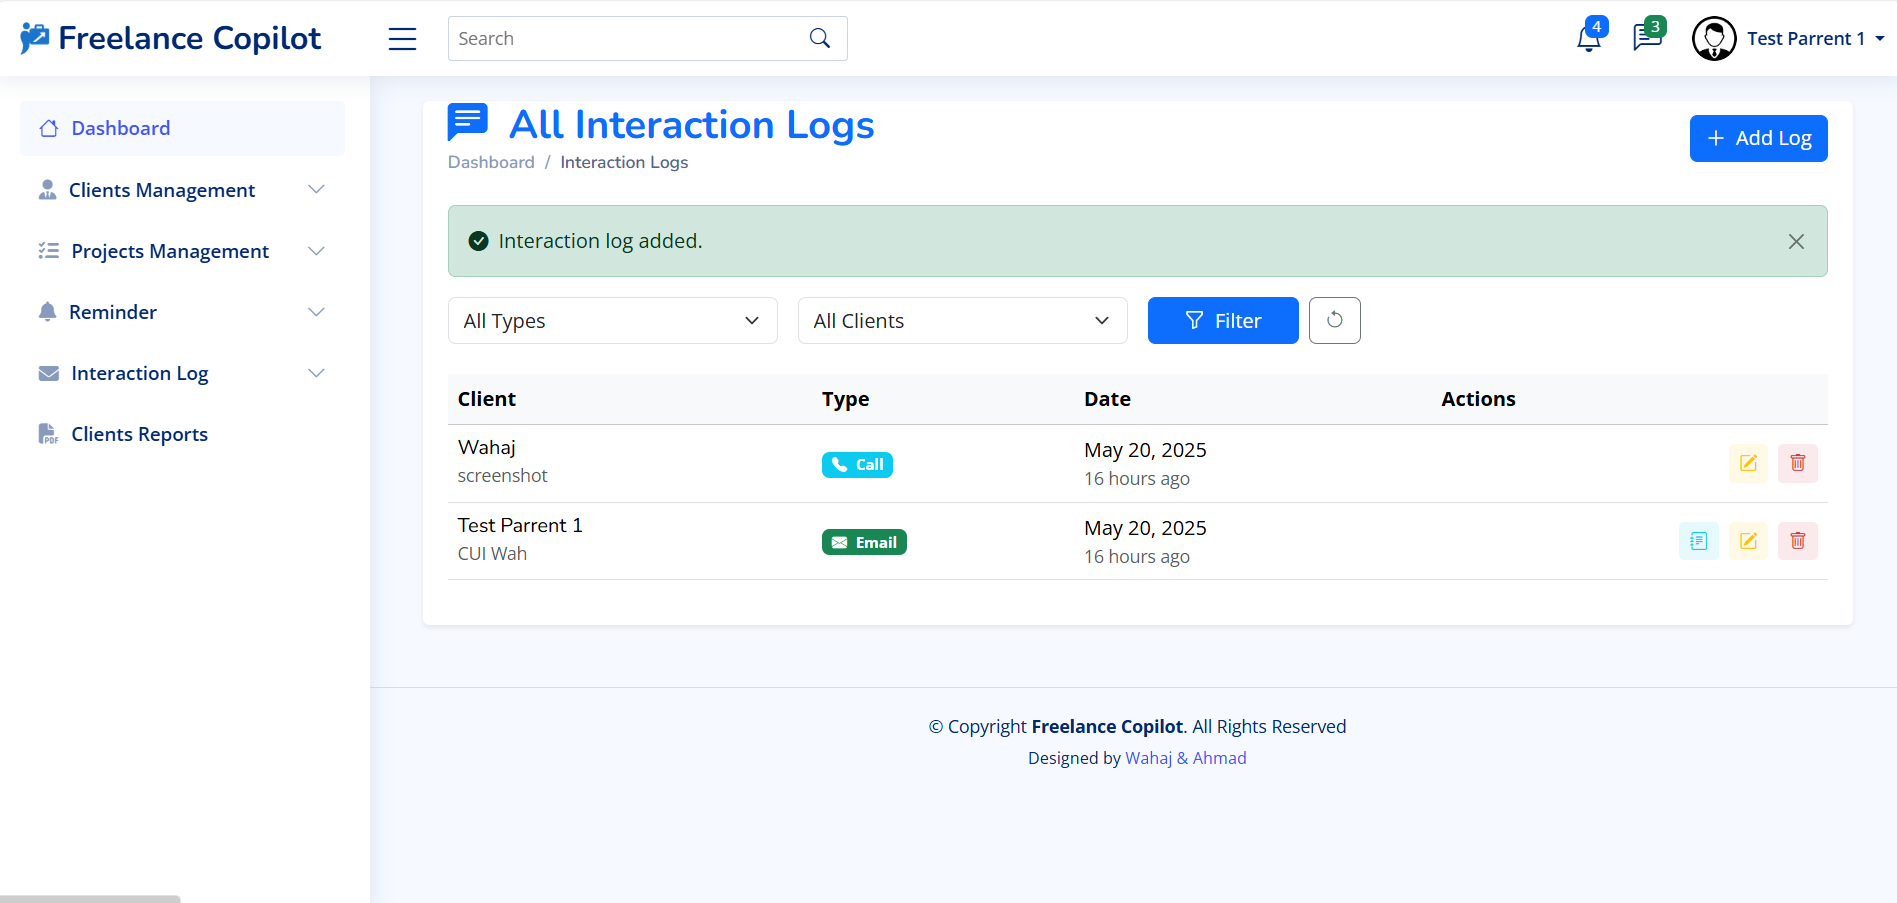 Freelance Copilot
Search
4
3
Test Parrent 1
Dashboard
Clients Management
Projects Management
Reminder
Interaction Log
PDF Clients Reports
All Interaction Logs
Dashboard / Interaction Logs
+ Add Log
Interaction log added.
All Types
All Clients
Filter
Client Type Date Actions
Wahaj
screenshot
Call
May 20, 2025
16 hours ago
Test Parrent 1
CUI Wah
Email
May 20, 2025
16 hours ago
© Copyright Freelance Copilot. All Rights Reserved
Designed by Wahaj & Ahmad